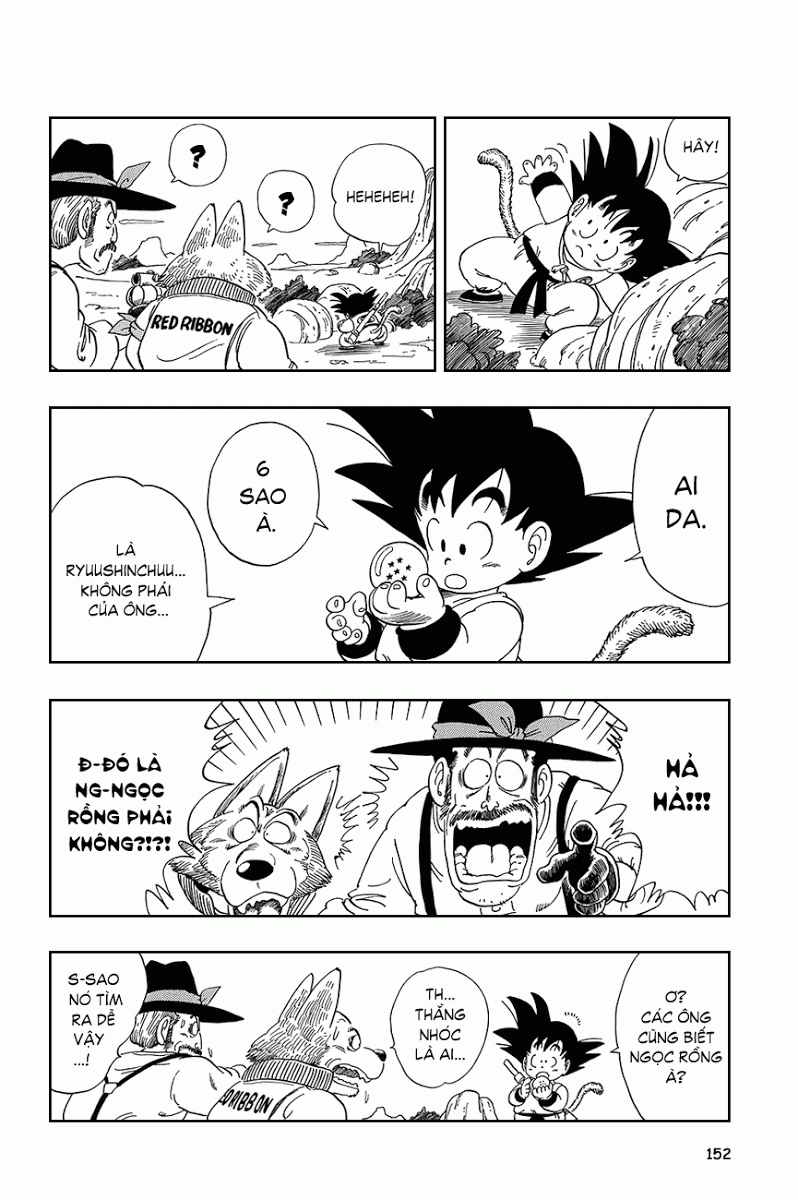 HÂY!
HEHEHEH!
?
?
RED RIBBON
AI
DA.
6
SAO
À.
LÀ
RYUUSHINCHUU...
KHÔNG PHẢI
CỦA ÔNG...
HẢ
HẢ!!!
Đ-ĐÓ LÀ
NG-NGỌC
RỒNG PHẢI
KHÔNG?!?!
Ơ?
CÁC ÔNG
CŨNG BIẾT
NGỌC RỒNG
À?
TH...
THẰNG
NHÓC
LÀ AI...
S-SAO
NÓ TÌM
RA DỀ
VẬY
...!
RED RIBBON
152